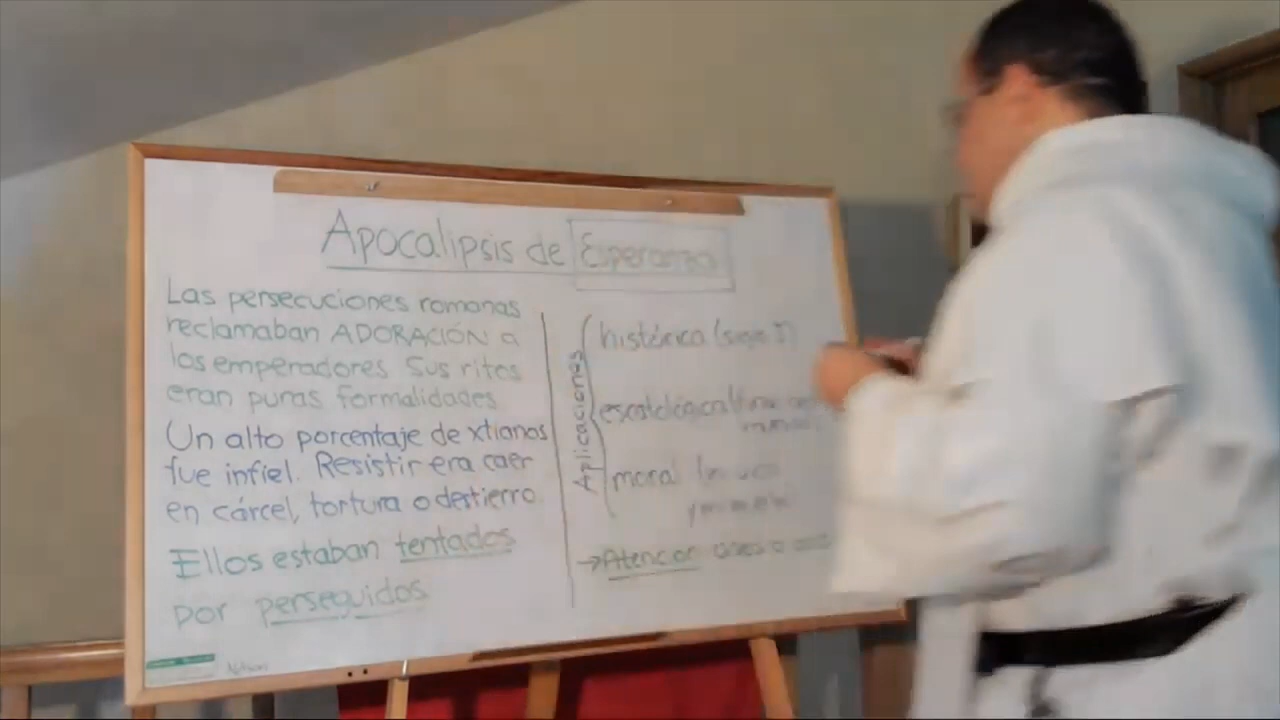 Apocalipsis de Esperanza
Las persecuciones romanas
reclamaban ADORACIÓN a
los emperadores Sus ritos
eran puras formalidades
Un alto porcentaje de xtianos
fue infiel. Resistir era caer
en cárcel, tortura o destierro.
Ellos estaban tentados
por perseguidos
Aplicaciones
histórica (siglo I)
escatológica
moral
→Atención